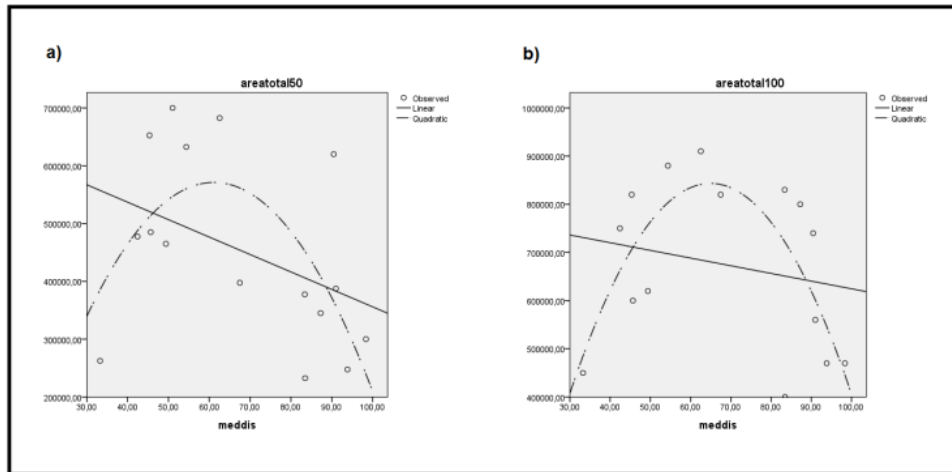 a)
areatotal50
700000,00
600000,00
500000,00
400000,00
300000,00
200000,00
30,00 40,00 50,00 60,00 70,00 80,00 90,00 100,00
meddis
Observed
Linear
Quadratic
b)
areatotal100
1000000,00
900000,00
800000,00
700000,00
600000,00
500000,00
400000,00
30,00 40,00 50,00 60,00 70,00 80,00 90,00 100,00
meddis
Observed
Linear
Quadratic